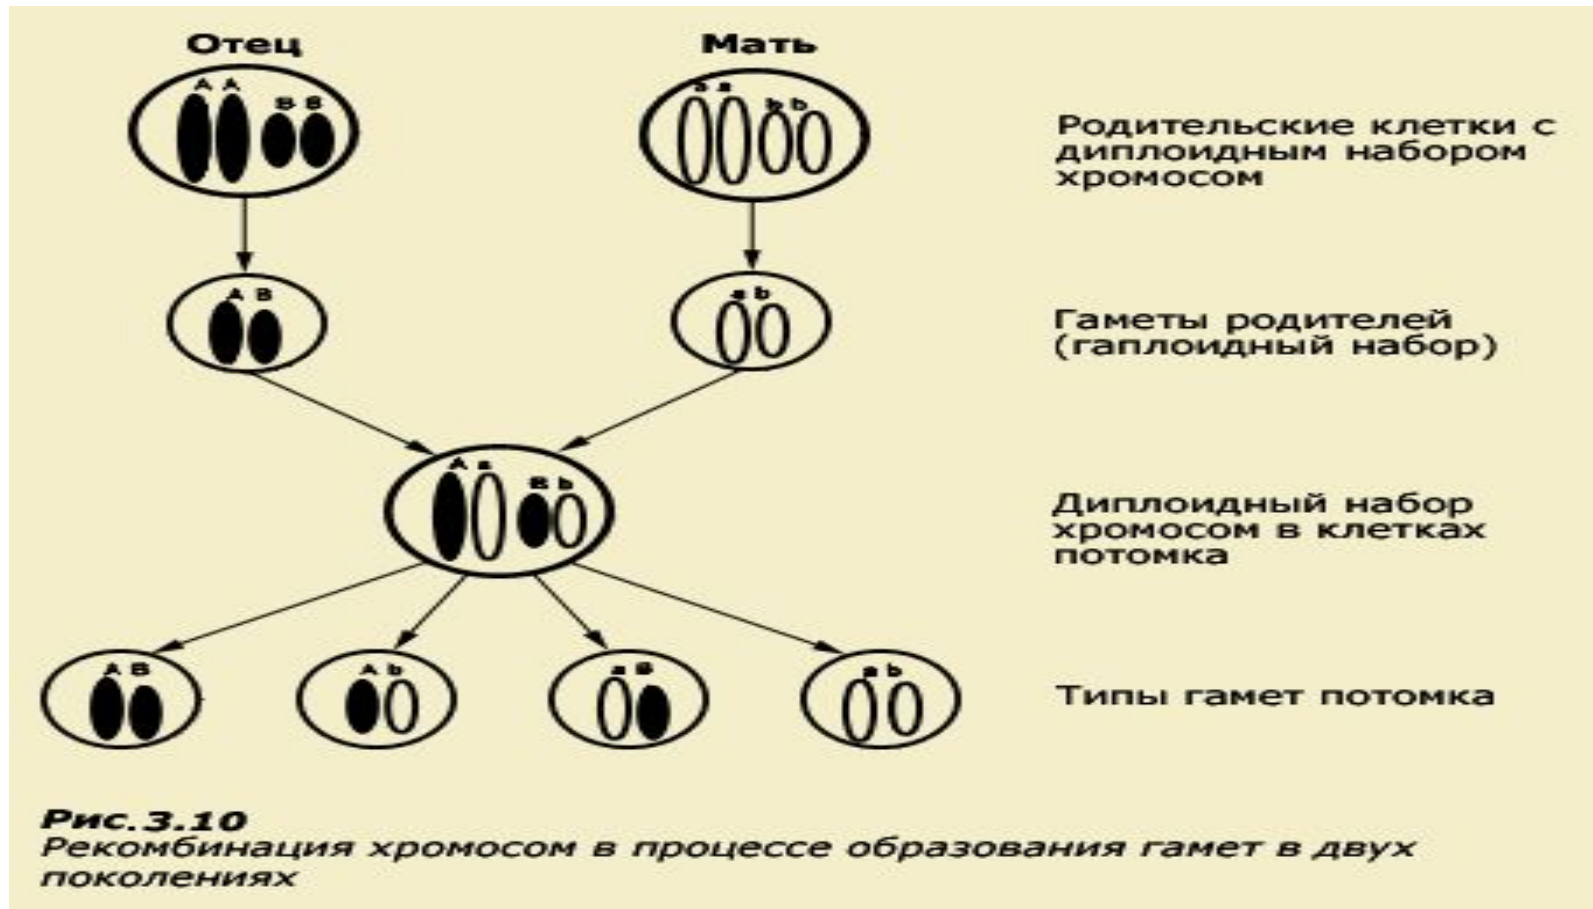 Отец
Мать
A A
B B
a a
b b
Родительские клетки с
диплоидным набором
хромосом
A B
a b
Гаметы родителей
(гаплоидный набор)
A a
B b
Диплоидный набор
хромосом в клетках
потомка
A B
A b
a B
a b
Типы гамет потомка
Рис.3.10
Рекомбинация хромосом в процессе образования гамет в двух
поколениях